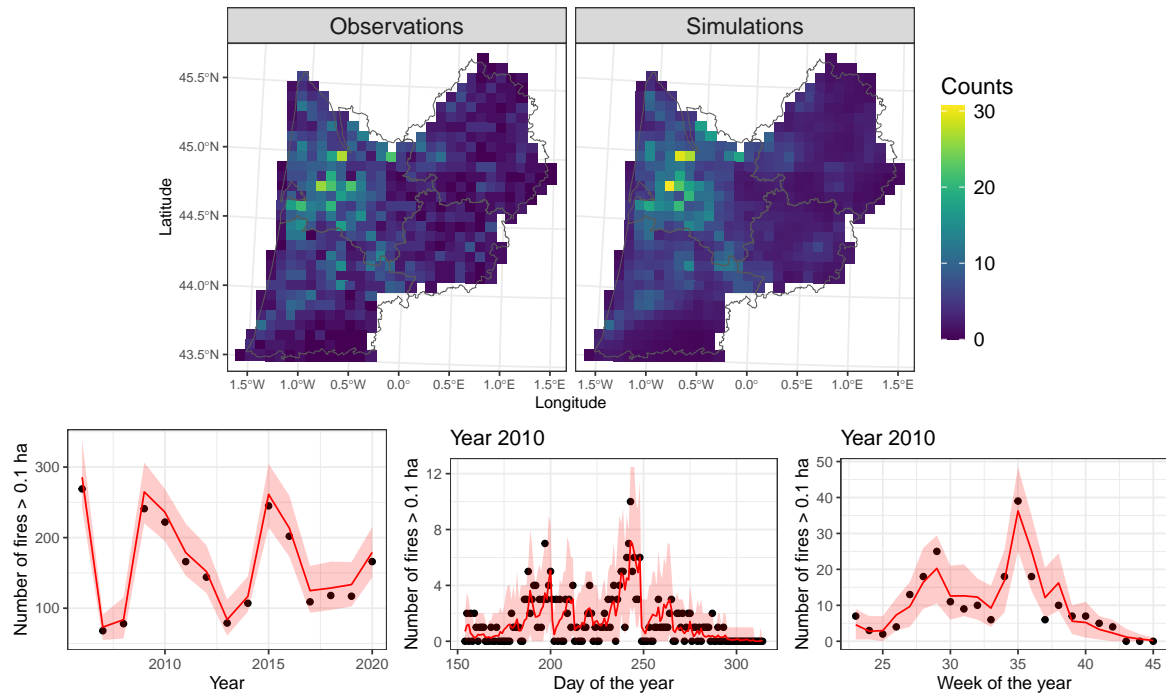 Observations
Simulations
45.5°N
45.0°N
44.5°N
44.0°N
43.5°N
Latitude
1.5°W 1.0°W 0.5°W 0.0° 0.5°E 1.0°E 1.5°E
1.5°W 1.0°W 0.5°W 0.0° 0.5°E 1.0°E 1.5°E
Longitude
Counts
30
20
10
0
Number of fires > 0.1 ha
300
200
100
2010 2015 2020
Year
Year 2010
Number of fires > 0.1 ha
12
8
4
0
150 200 250 300
Day of the year
Year 2010
Number of fires > 0.1 ha
50
40
30
20
10
0
25 30 35 40 45
Week of the year